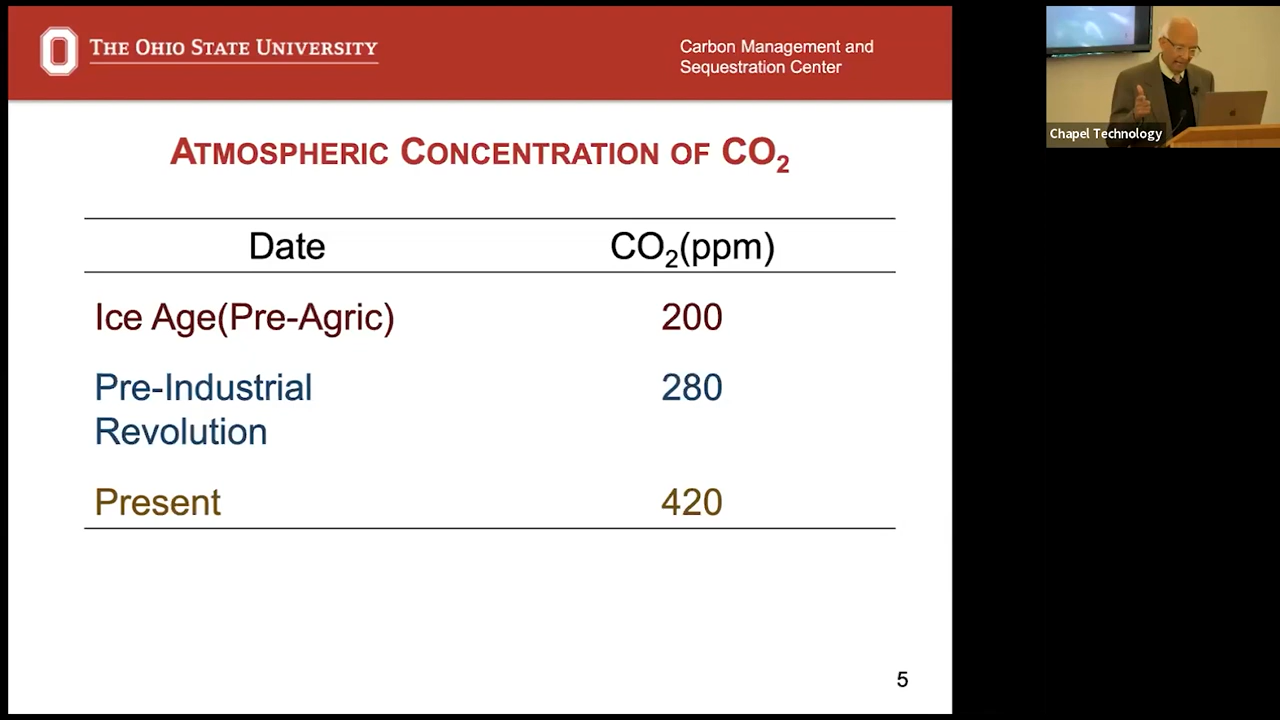 THE OHIO STATE UNIVERSITY
Carbon Management and
Sequestration Center
ATMOSPHERIC CONCENTRATION OF CO2
Date CO2(ppm)
Ice Age(Pre-Agric) 200
Pre-Industrial 280
Revolution
Present 420
5
Chapel Technology